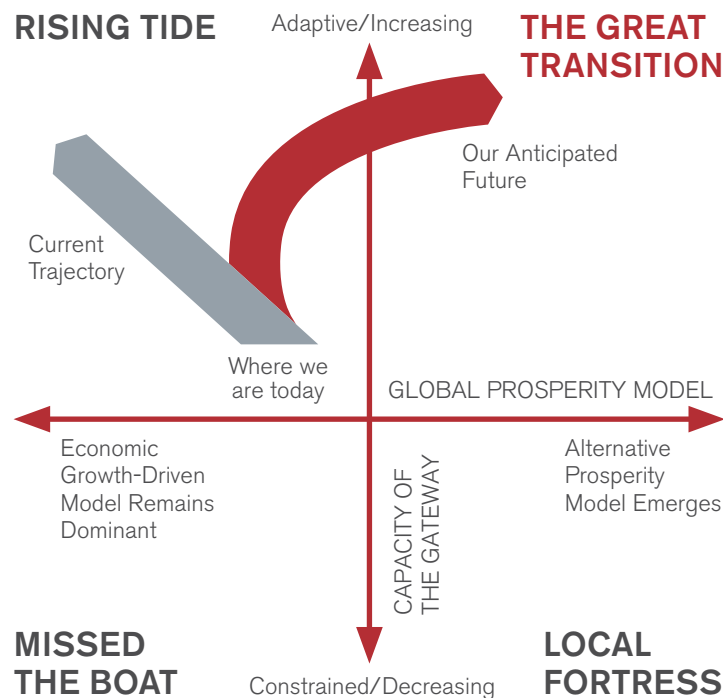 RISING TIDE
Adaptive/Increasing
THE GREAT
TRANSITION
Our Anticipated
Future
Current
Trajectory
Where we
are today
GLOBAL PROSPERITY MODEL
Economic
Growth-Driven
Model Remains
Dominant
CAPACITY OF
THE GATEWAY
Alternative
Prosperity
Model Emerges
MISSED
THE BOAT
Constrained/Decreasing
LOCAL
FORTRESS